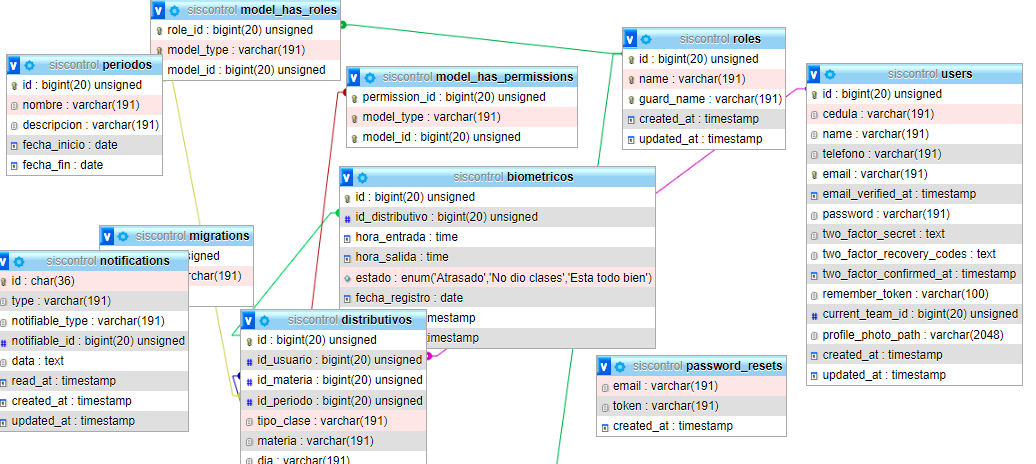 siscontrol model_has_roles
role_id : bigint(20) unsigned
model_type : varchar(191)
model_id : bigint(20) unsigned
siscontrol periodos
id : bigint(20) unsigned
nombre : varchar(191)
descripcion : varchar(191)
fecha_inicio : date
fecha_fin : date
siscontrol model_has_permissions
permission_id : bigint(20) unsigned
model_type : varchar(191)
model_id : bigint(20) unsigned
siscontrol roles
id : bigint(20) unsigned
name : varchar(191)
guard_name : varchar(191)
created_at : timestamp
updated_at : timestamp
siscontrol users
id : bigint(20) unsigned
cedula : varchar(191)
name : varchar(191)
telefono : varchar(191)
email : varchar(191)
email_verified_at : timestamp
password : varchar(191)
two_factor_secret : text
two_factor_recovery_codes : text
two_factor_confirmed_at : timestamp
remember_token : varchar(100)
current_team_id : bigint(20) unsigned
profile_photo_path : varchar(2048)
created_at : timestamp
updated_at : timestamp
siscontrol biometricos
id : bigint(20) unsigned
id_distributivo : bigint(20) unsigned
hora_entrada : time
hora_salida : time
estado : enum('Atrasado','No dio clases','Esta todo bien')
fecha_registro : date
mestamp
timestamp
siscontrol migrations
signed
rchar(191)
siscontrol notifications
id : char(36)
type : varchar(191)
notifiable_type : varchar(191)
notifiable_id : bigint(20) unsigned
data : text
read_at : timestamp
created_at : timestamp
updated_at : timestamp
siscontrol distributivos
id : bigint(20) unsigned
id_usuario : bigint(20) unsigned
id_materia : bigint(20) unsigned
id_periodo : bigint(20) unsigned
tipo_clase : varchar(191)
materia : varchar(191)
dia : varchar(191)
siscontrol password_resets
email : varchar(191)
token : varchar(191)
created_at : timestamp